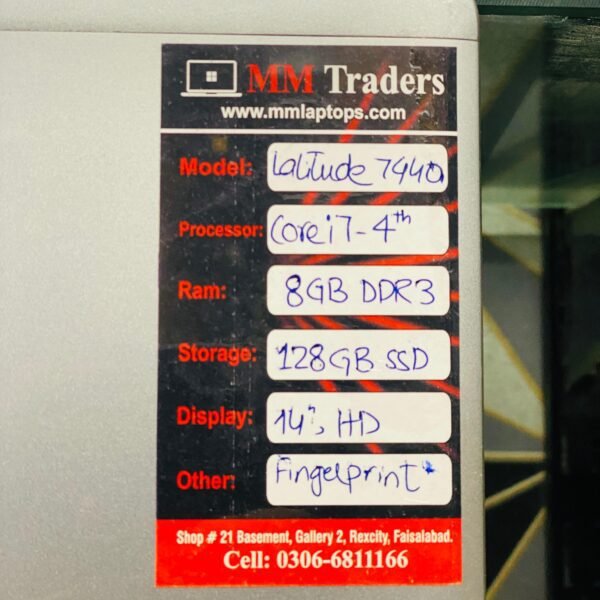 MM Traders
www.mmlaptops.com
Model: Latitude 7440
Processor: Core i7-4th
Ram: 8GB DDR3
Storage: 128GB SSD
Display: 14", HD
Other: Fingelprint
Shop # 21 Basement, Gallery 2, Rexcity, Faisalabad.
Cell: 0306-6811166